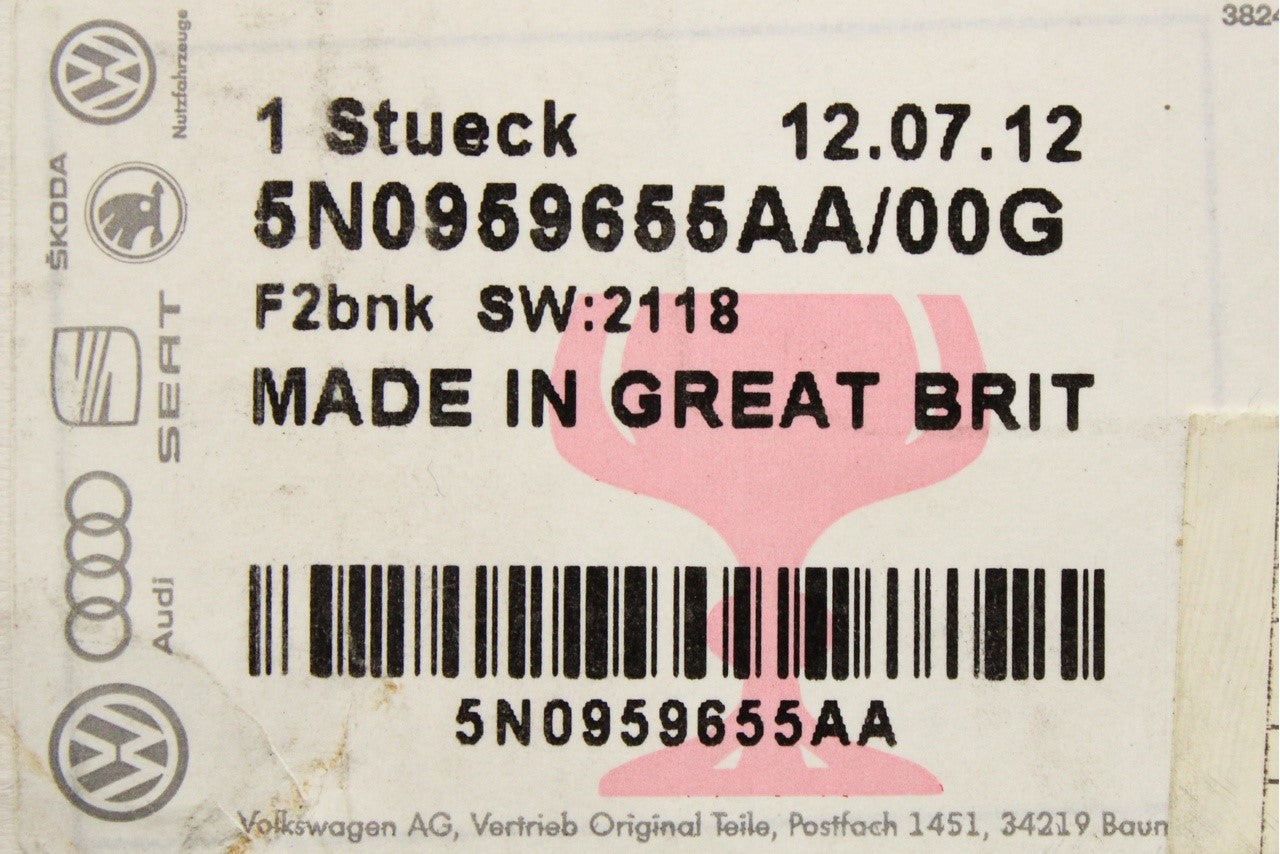 3824
Nutzfahrzeuge
ŠKODA
SEAT
Audi
1 Stueck 12.07.12
5N0959655AA/00G
F2bnk SW:2118
MADE IN GREAT BRIT
5N0959655AA
Volkswagen AG, Vertrieb Original Teile, Postfach 1451, 34219 Baun